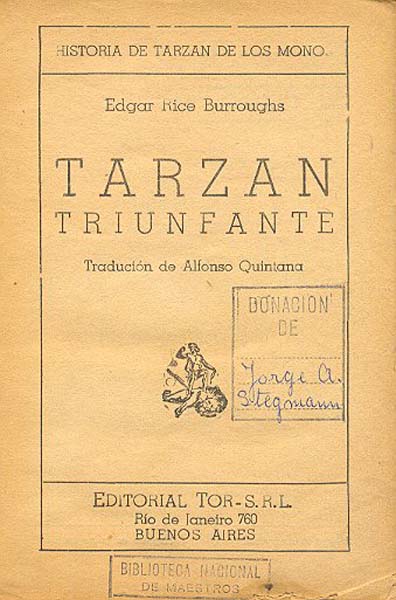 HISTORIA DE TARZAN DE LOS MONO
Edgar Rice Burroughs
TARZAN
TRIUNFANTE
Tradución de Alfonso Quintana
DONACION
DE
Jorge A.
Stegmann
EDITORIAL TOR-S.R.L.
Río de Janeiro 760
BUENOS AIRES
BIBLIOTECA NACIONAL
DE MAESTROS